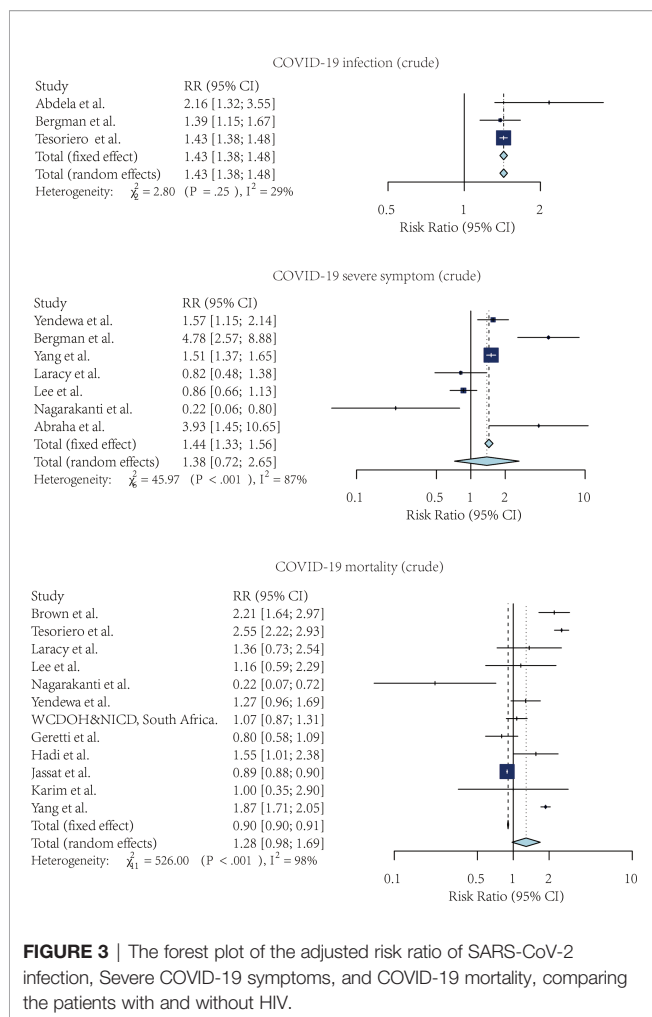 COVID-19 infection (crude)
Study RR (95% CI)
Abdela et al. 2.16 [1.32; 3.55]
Bergman et al. 1.39 [1.15; 1.67]
Tesoriero et al. 1.43 [1.38; 1.48]
Total (fixed effect) 1.43 [1.38; 1.48]
Total (random effects) 1.43 [1.38; 1.48]
Heterogeneity: χ²₂ = 2.80 (P = .25 ), I² = 29%
0.5 1 2
Risk Ratio (95% CI)
COVID-19 severe symptom (crude)
Study RR (95% CI)
Yendewa et al. 1.57 [1.15; 2.14]
Bergman et al. 4.78 [2.57; 8.88]
Yang et al. 1.51 [1.37; 1.65]
Laracy et al. 0.82 [0.48; 1.38]
Lee et al. 0.86 [0.66; 1.13]
Nagarakanti et al. 0.22 [0.06; 0.80]
Abraha et al. 3.93 [1.45; 10.65]
Total (fixed effect) 1.44 [1.33; 1.56]
Total (random effects) 1.38 [0.72; 2.65]
Heterogeneity: χ²₆ = 45.97 (P < .001 ), I² = 87%
0.1 0.5 1 2 10
Risk Ratio (95% CI)
COVID-19 mortality (crude)
Study RR (95% CI)
Brown et al. 2.21 [1.64; 2.97]
Tesoriero et al. 2.55 [2.22; 2.93]
Laracy et al. 1.36 [0.73; 2.54]
Lee et al. 1.16 [0.59; 2.29]
Nagarakanti et al. 0.22 [0.07; 0.72]
Yendewa et al. 1.27 [0.96; 1.69]
WCDOH&NICD, South Africa. 1.07 [0.87; 1.31]
Geretti et al. 0.80 [0.58; 1.09]
Hadi et al. 1.55 [1.01; 2.38]
Jassat et al. 0.89 [0.88; 0.90]
Karim et al. 1.00 [0.35; 2.90]
Yang et al. 1.87 [1.71; 2.05]
Total (fixed effect) 0.90 [0.90; 0.91]
Total (random effects) 1.28 [0.98; 1.69]
Heterogeneity: χ²₁₁ = 526.00 (P < .001 ), I² = 98%
0.1 0.5 1 2 10
Risk Ratio (95% CI)
FIGURE 3 | The forest plot of the adjusted risk ratio of SARS-CoV-2
infection, Severe COVID-19 symptoms, and COVID-19 mortality, comparing
the patients with and without HIV.